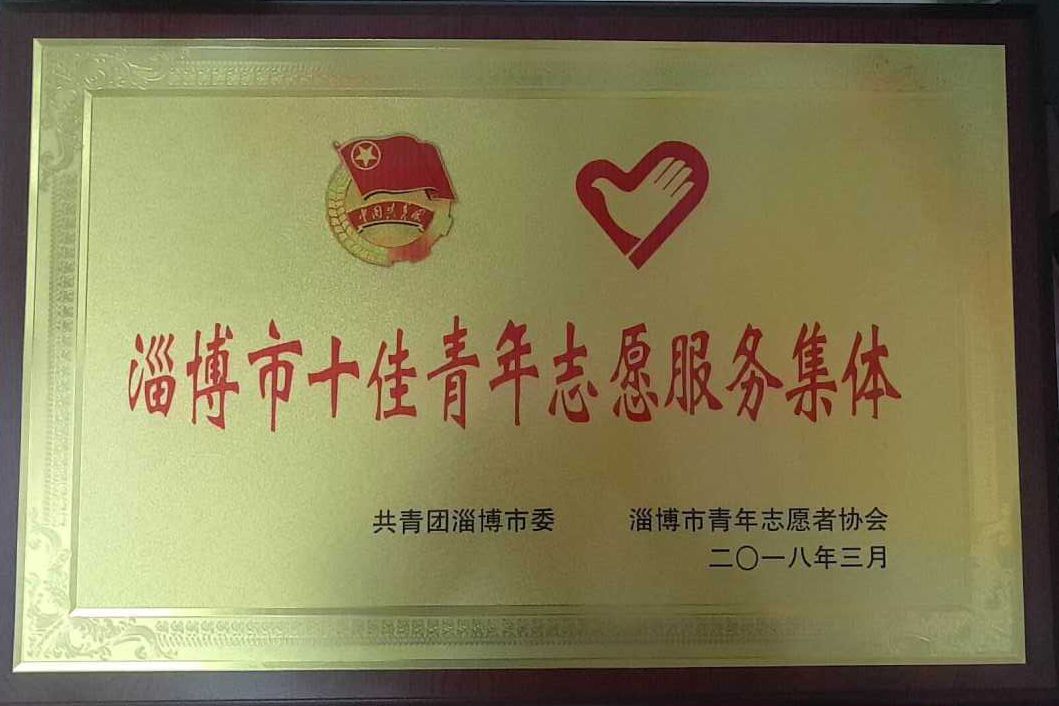 中国共青团
淄博市十佳青年志愿服务集体
共青团淄博市委 淄博市青年志愿者协会
二〇一八年三月